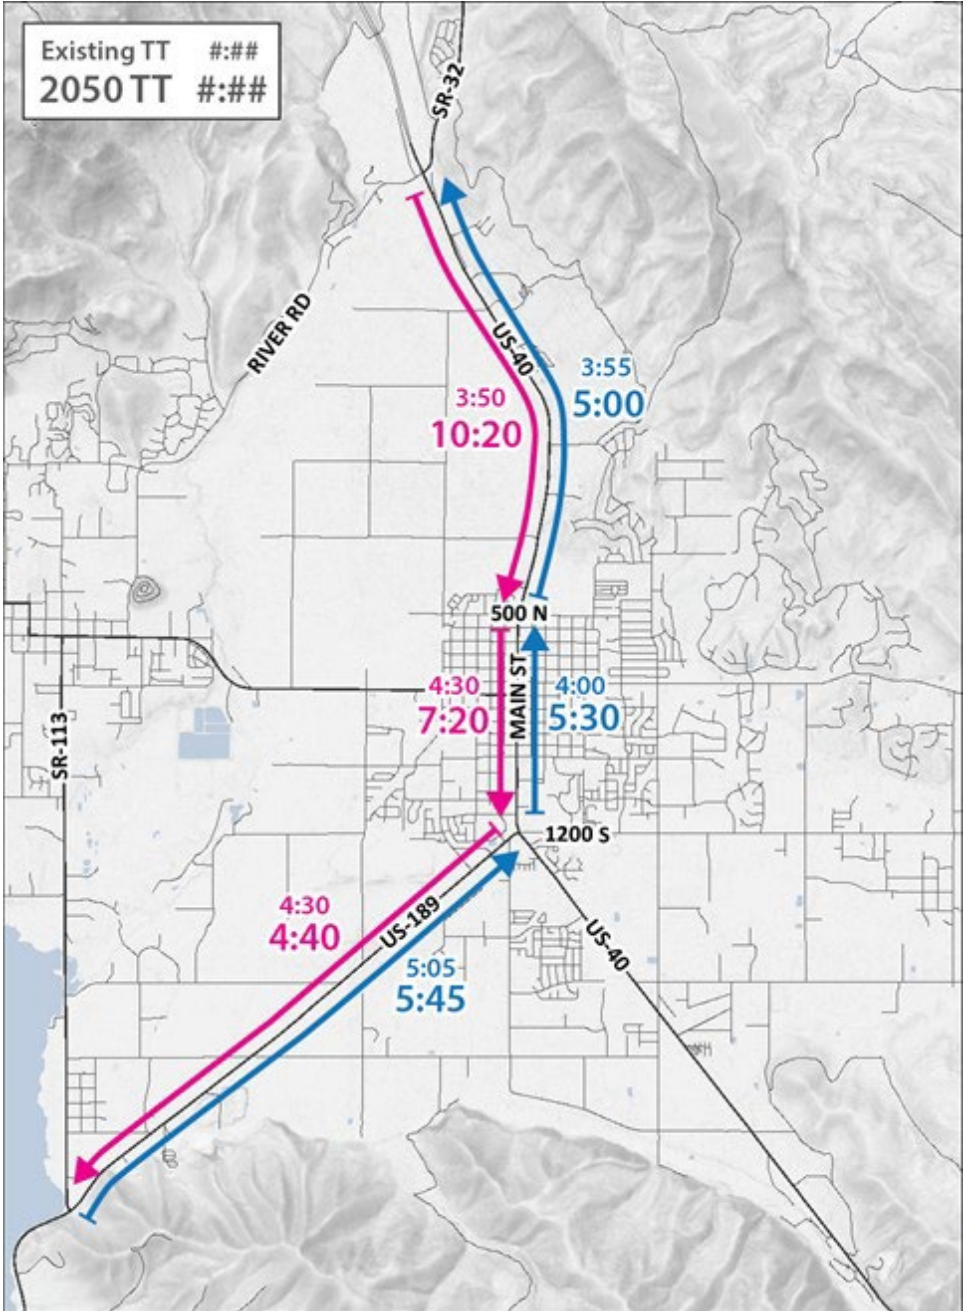 Existing TT #:##
2050 TT #:##
SR-32
RIVER RD
US-40
3:55
5:00
3:50
10:20
500 N
4:30
7:20
MAIN ST
4:00
5:30
SR-113
1200 S
4:30
4:40
US-189
US-40
5:05
5:45